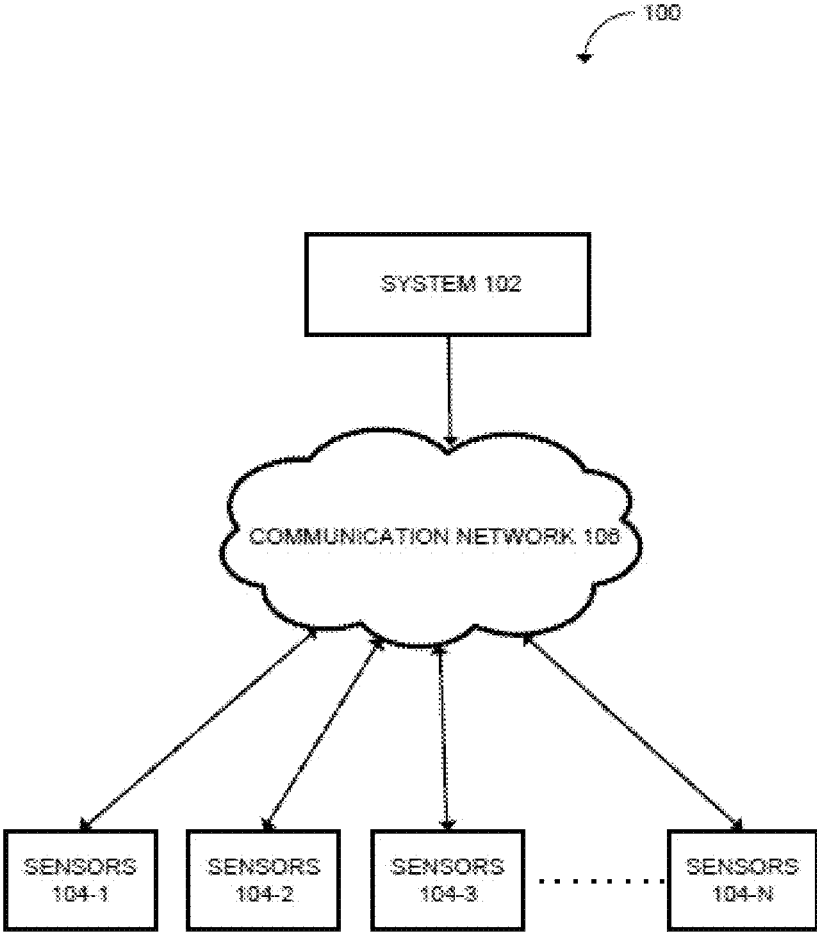 100
SYSTEM 102
COMMUNICATION NETWORK 106
SENSORS
104-1
SENSORS
104-2
SENSORS
104-3
SENSORS
104-N